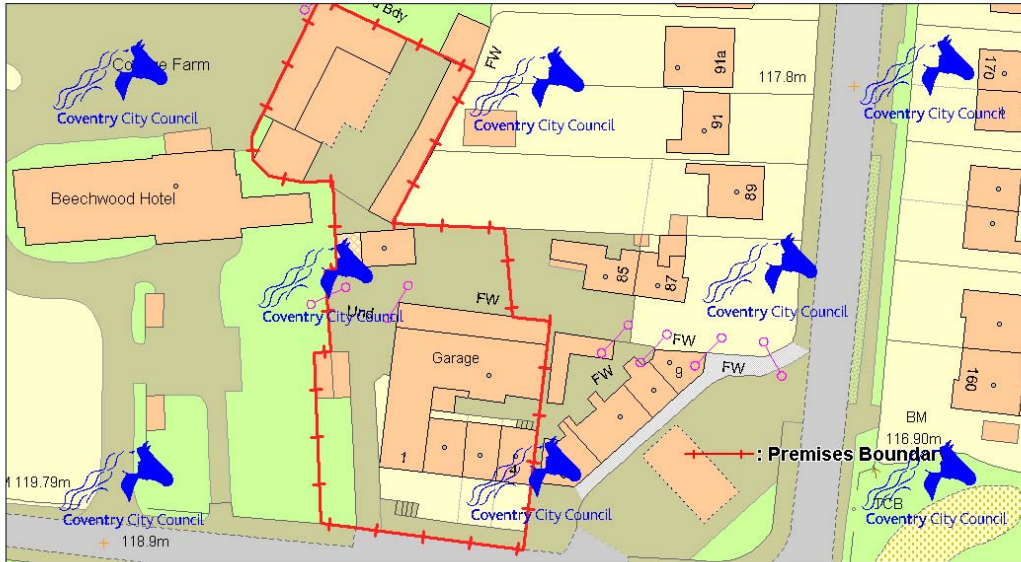 Bdy
Co e Farm
FW
91a
117.8m
170
Coventry City Council
Coventry City Council
Coventry City Council
91
Beechwood Hotel
89
85
87
FW
Und
Coventry City Council
Coventry City Council
Garage
FW
FW
FW
9
160
BM
116.90m
1
4
: Premises Boundar
119.79m
TCB
Coventry City Council
Coventry City Council
Coventry City Council
118.9m